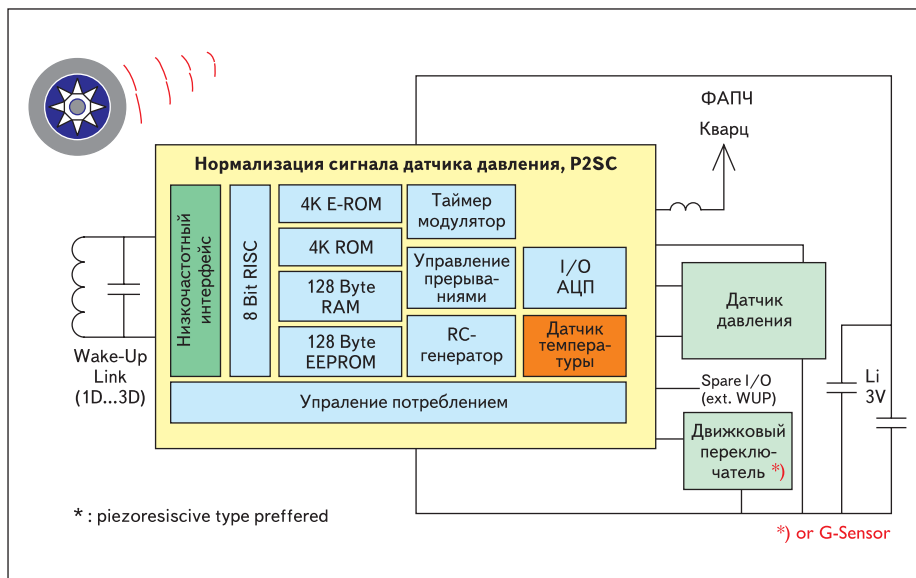 ФАПЧ
Кварц
Нормализация сигнала датчика давления, P2SC
Низкочастотный
интерфейс
8 Bit RISC
4K E-ROM
4K ROM
128 Byte
RAM
128 Byte
EEPROM
Таймер
модулятор
Управление
прерыва-
ниями
RC-
генератор
I/O
АЦП
Датчик
темпера-
туры
Упраление потреблением
Wake-Up
Link
(1D...3D)
Датчик
давления
Spare I/O
(ext. WUP)
Движковый
переклю-
чатель *)
Li
3V
* : piezoresiscive type preffered
*) or G-Sensor